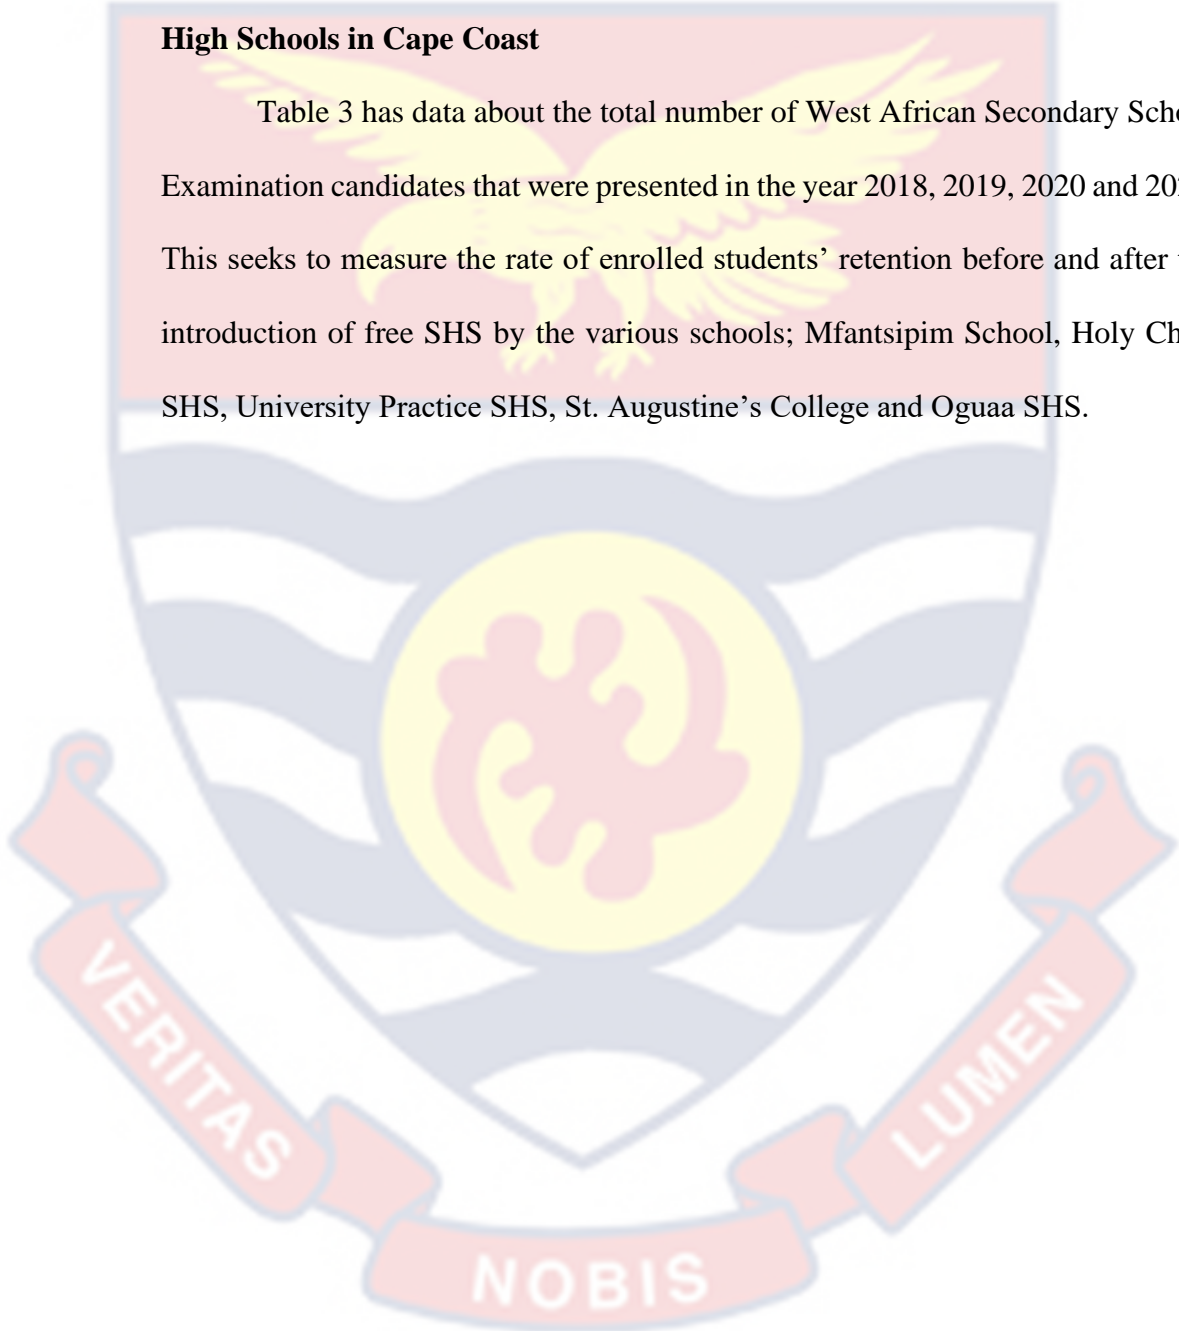 High Schools in Cape Coast
Table 3 has data about the total number of West African Secondary
Examination candidates that were presented in the year 2018, 2019, 2020 and
This seeks to measure the rate of enrolled students’ retention before and after
introduction of free SHS by the various schools; Mfantsipim School, Holy
SHS, University Practice SHS, St. Augustine’s College and Oguaa SHS.
VERITAS
NOBIS
LUMEN